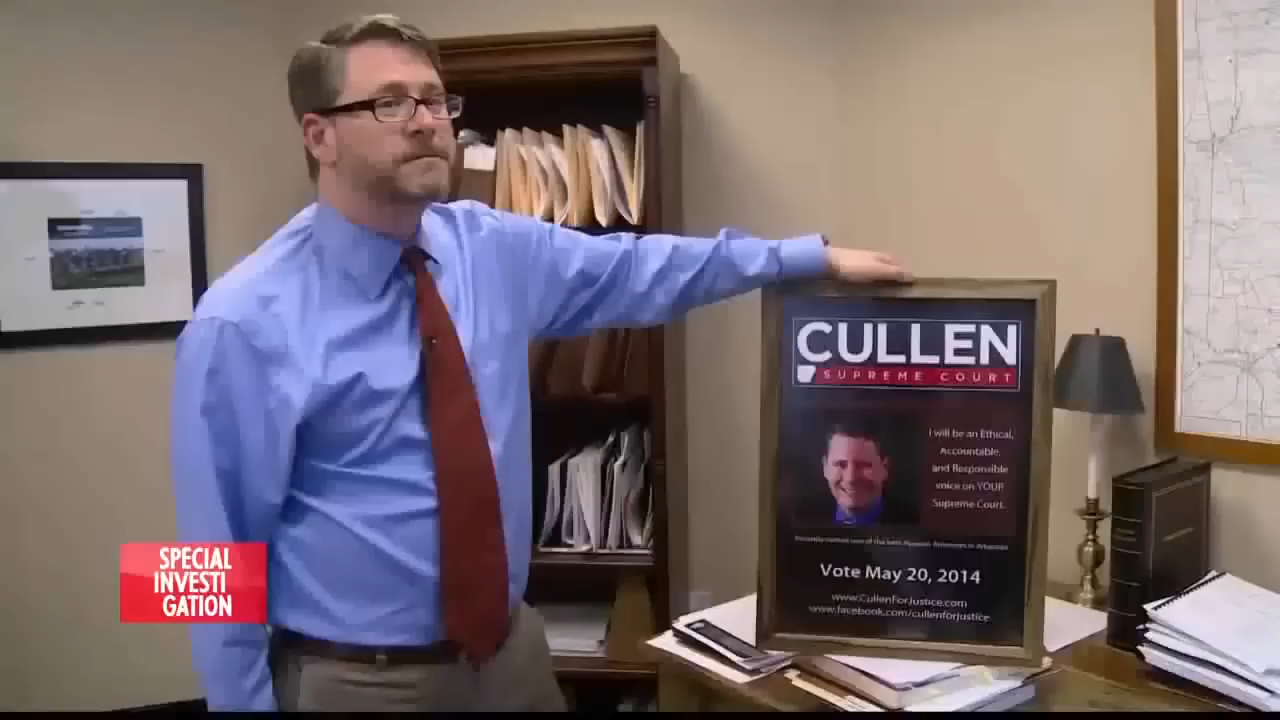 CULLEN
SUPREME COURT
I will be an Ethical,
Accountable,
and Responsible
voice on YOUR
Supreme Court.
Vote May 20, 2014
www.CullenForJustice.com
www.facebook.com/cullenforjustice
SPECIAL
INVESTI
GATION